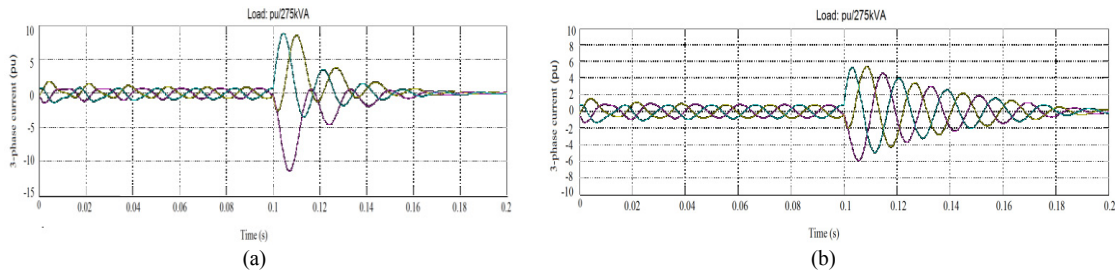 Load: pu/275kVA
3-phase current (pu)
10
5
0
-5
-10
-15
0 0.02 0.04 0.06 0.08 0.1 0.12 0.14 0.16 0.18 0.2
Time (s)
(a)
Load: pu/275kVA
3-phase current (pu)
10
8
6
4
2
0
-2
-4
-6
-8
-10
0 0.02 0.04 0.06 0.08 0.1 0.12 0.14 0.16 0.18 0.2
Time (s)
(b)